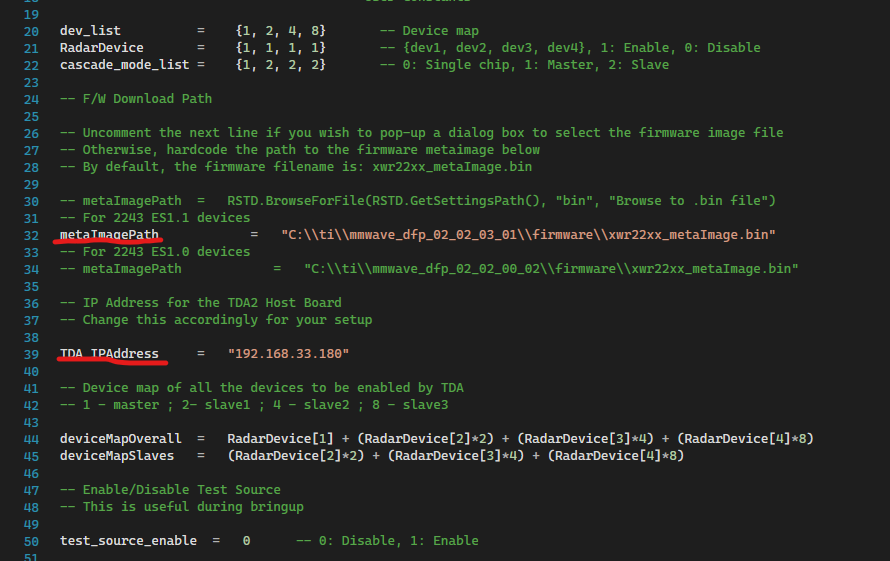 19
20 dev_list = {1, 2, 4, 8} -- Device map
21 RadarDevice = {1, 1, 1, 1} -- {dev1, dev2, dev3, dev4}, 1: Enable, 0: Disable
22 cascade_mode_list = {1, 2, 2, 2} -- 0: Single chip, 1: Master, 2: Slave
23
24 -- F/W Download Path
25
26 -- Uncomment the next line if you wish to pop-up a dialog box to select the firmware image file
27 -- Otherwise, hardcode the path to the firmware metaimage below
28 -- By default, the firmware filename is: xwr22xx_metaImage.bin
29
30 -- metaImagePath = RSTD.BrowseForFile(RSTD.GetSettingsPath(), "bin", "Browse to .bin file")
31 -- For 2243 ES1.1 devices
32 metaImagePath = "C:\\ti\\mmwave_dfp_02_02_03_01\\firmware\\xwr22xx_metaImage.bin"
33 -- For 2243 ES1.0 devices
34 -- metaImagePath = "C:\\ti\\mmwave_dfp_02_02_00_02\\firmware\\xwr22xx_metaImage.bin"
35
36 -- IP Address for the TDA2 Host Board
37 -- Change this accordingly for your setup
38
39 TDA_IPAddress = "192.168.33.180"
40
41 -- Device map of all the devices to be enabled by TDA
42 -- 1 - master ; 2- slave1 ; 4 - slave2 ; 8 - slave3
43
44 deviceMapOverall = RadarDevice[1] + (RadarDevice[2]*2) + (RadarDevice[3]*4) + (RadarDevice[4]*8)
45 deviceMapSlaves = (RadarDevice[2]*2) + (RadarDevice[3]*4) + (RadarDevice[4]*8)
46
47 -- Enable/Disable Test Source
48 -- This is useful during bringup
49
50 test_source_enable = 0 -- 0: Disable, 1: Enable
51